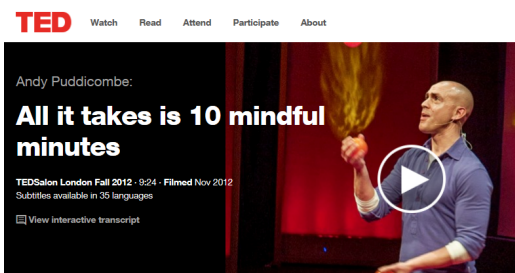 TED Watch Read Attend Participate About
Andy Puddicombe:
All it takes is 10 mindful
minutes
TEDSalon London Fall 2012 · 9:24 · Filmed Nov 2012
Subtitles available in 35 languages
View interactive transcript